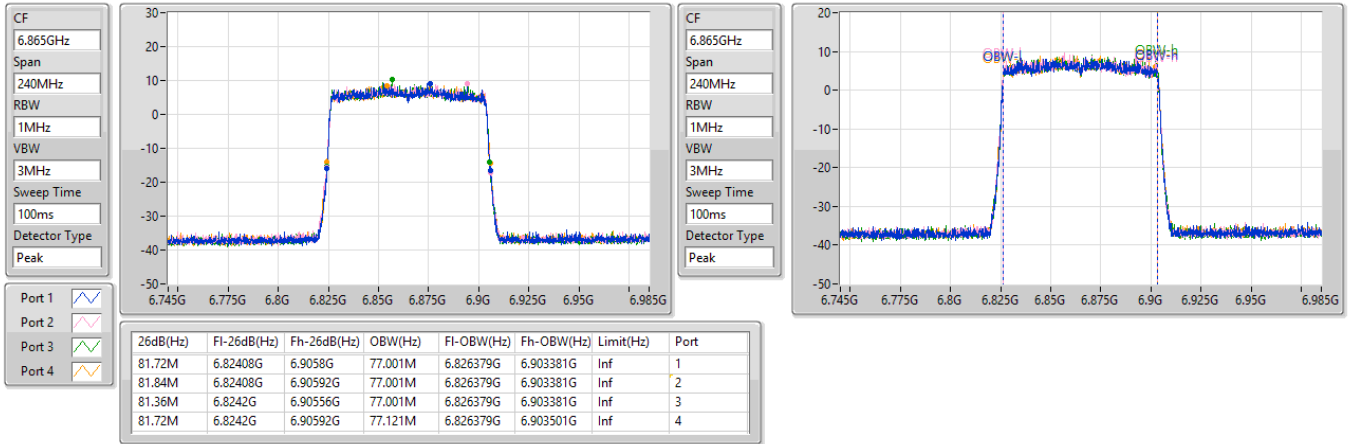 CF
6.865GHz
Span
240MHz
RBW
1MHz
VBW
3MHz
Sweep Time
100ms
Detector Type
Peak
30
20
10
0
-10
-20
-30
-40
-50
6.745G 6.775G 6.8G 6.825G 6.85G 6.875G 6.9G 6.925G 6.95G 6.985G
CF
6.865GHz
Span
240MHz
RBW
1MHz
VBW
3MHz
Sweep Time
100ms
Detector Type
Peak
20
10
0
-10
-20
-30
-40
-50
OBW-l OBW-h
6.745G 6.775G 6.8G 6.825G 6.85G 6.875G 6.9G 6.925G 6.95G 6.985G
Port 1
Port 2
Port 3
Port 4
26dB(Hz) Fl-26dB(Hz) Fh-26dB(Hz) OBW(Hz) Fl-OBW(Hz) Fh-OBW(Hz) Limit(Hz) Port
81.72M 6.82408G 6.9058G 77.001M 6.826379G 6.903381G Inf 1
81.84M 6.82408G 6.90592G 77.001M 6.826379G 6.903381G Inf 2
81.36M 6.8242G 6.90556G 77.001M 6.826379G 6.903381G Inf 3
81.72M 6.8242G 6.90592G 77.121M 6.826379G 6.903501G Inf 4